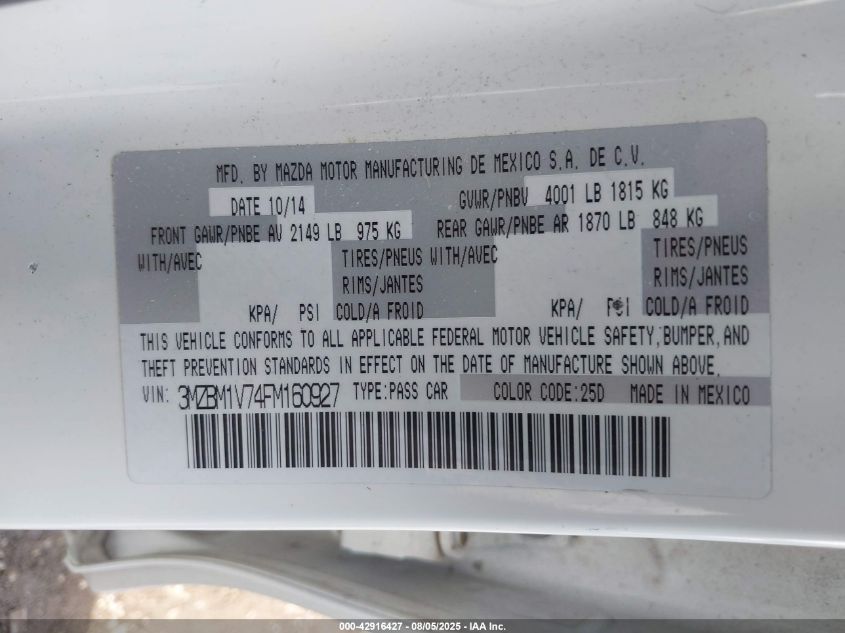 MFD. BY MAZDA MOTOR MANUFACTURING DE MEXICO S.A. DE C.V.
DATE 10/14 GVWR/PNBV 4001 LB 1815 KG
FRONT GAWR/PNBE AV 2149 LB 975 KG REAR GAWR/PNBE AR 1870 LB 848 KG
WITH/AVEC TIRES/PNEUS WITH/AVEC TIRES/PNEUS
RIMS/JANTES RIMS/JANTES
KPA/ PSI COLD/A FROID KPA/ PSI COLD/A FROID
THIS VEHICLE CONFORMS TO ALL APPLICABLE FEDERAL MOTOR VEHICLE SAFETY,BUMPER,AND
THEFT PREVENTION STANDARDS IN EFFECT ON THE DATE OF MANUFACTURE SHOWN ABOVE.
VIN: 3MZBM1V74FM160927 TYPE:PASS CAR COLOR CODE:25D MADE IN MEXICO
000-42916427 - 08/05/2025 - IAA Inc.